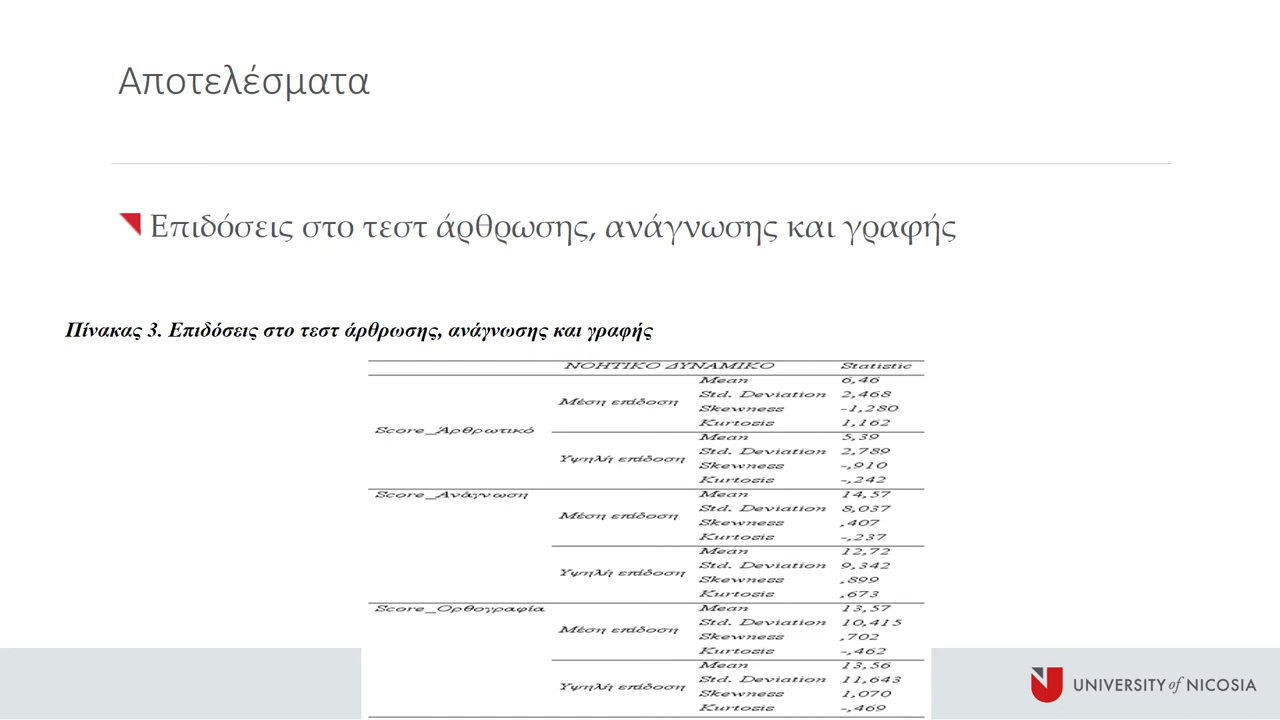 Αποτελέσματα
Επιδόσεις στο τεστ άρθρωσης, ανάγνωσης και γραφής
Πίνακας 3. Επιδόσεις στο τεστ άρθρωσης, ανάγνωσης και γραφής
ΝΟΗΤΙΚΟ ΔΥΝΑΜΙΚΟ Statistic
Score_Άρθρωτικό Μέση επίδοση Mean 6,46
Std. Deviation 2,468
Skewness -1,280
Kurtosis 1,162
Υψηλή επίδοση Mean 5,39
Std. Deviation 2,789
Skewness -,910
Kurtosis -,242
Score_Ανάγνωση Μέση επίδοση Mean 14,57
Std. Deviation 8,037
Skewness ,407
Kurtosis -,237
Υψηλή επίδοση Mean 12,72
Std. Deviation 9,342
Skewness ,899
Kurtosis ,673
Score_Ορθογραφία Μέση επίδοση Mean 13,57
Std. Deviation 10,415
Skewness ,702
Kurtosis -,462
Υψηλή επίδοση Mean 13,56
Std. Deviation 11,643
Skewness 1,070
Kurtosis -,469
UNIVERSITY of NICOSIA